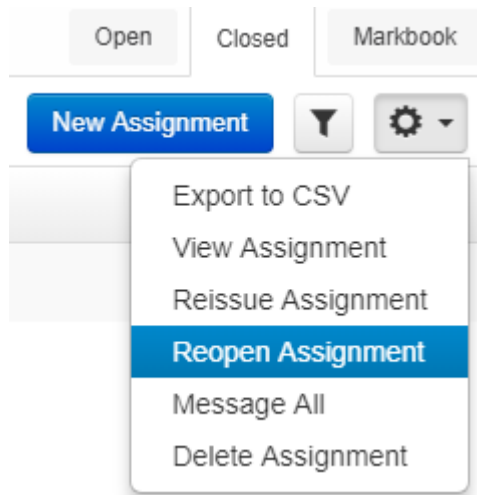 Open Closed Markbook
New Assignment
Export to CSV
View Assignment
Reissue Assignment
Reopen Assignment
Message All
Delete Assignment